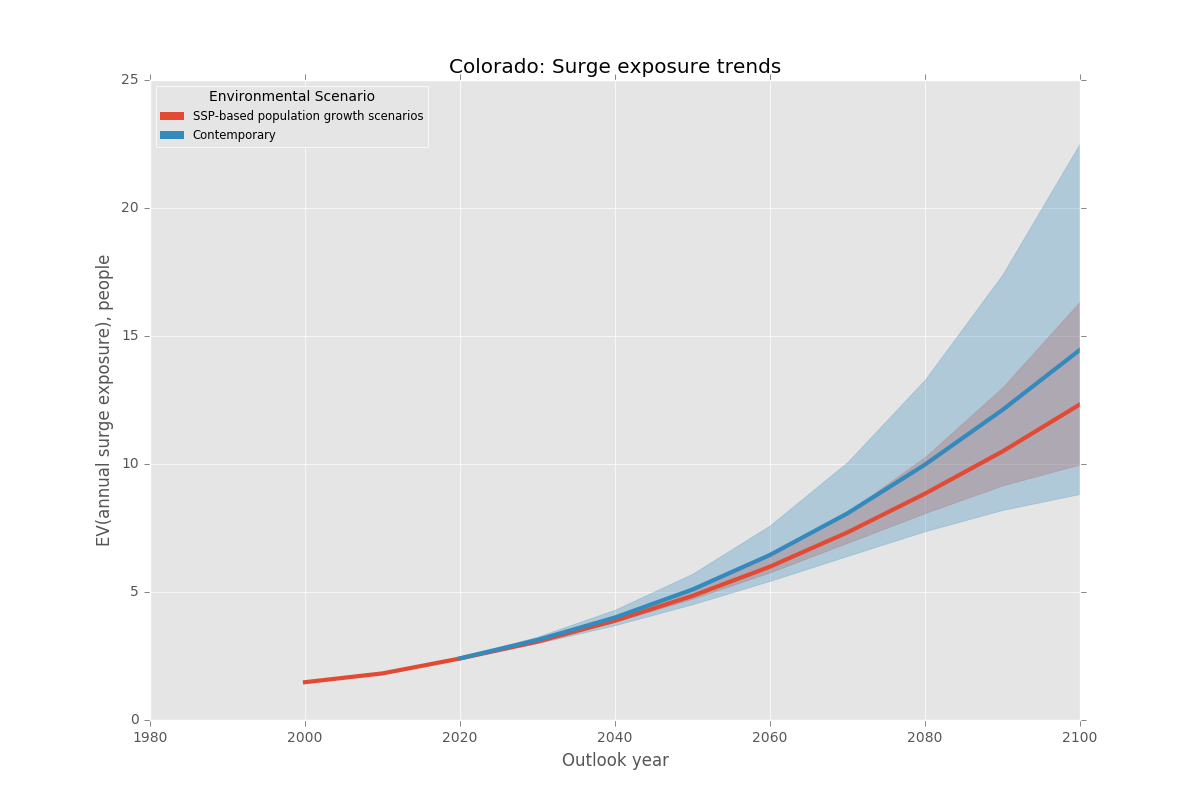 Colorado: Surge exposure trends
Environmental Scenario
SSP-based population growth scenarios
Contemporary
EV(annual surge exposure), people
25
20
15
10
5
0
1980
2000
2020
2040
2060
2080
2100
Outlook year